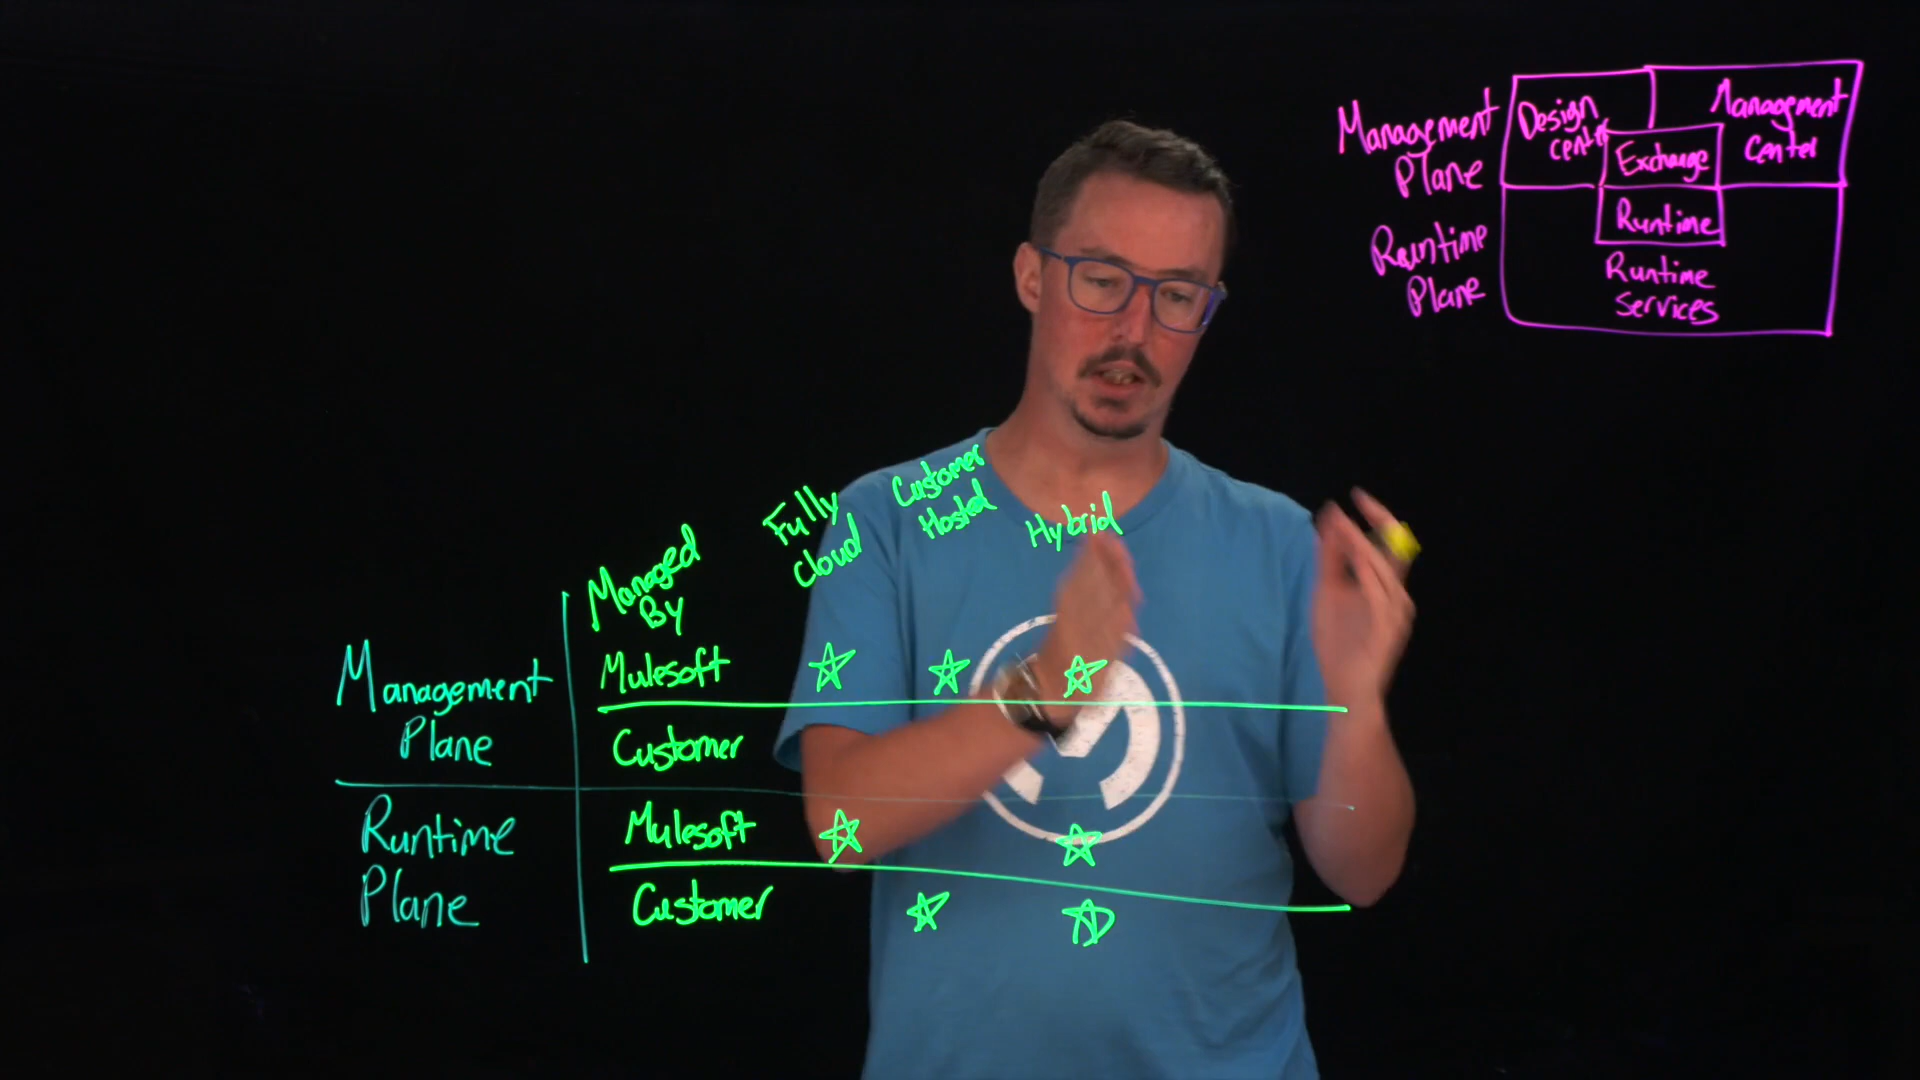 Management
Plane
Runtime
Plane
Design
Center
Management
Center
Exchange
Runtime
Runtime
Services
Fully
Cloud
Customer
Hosted
Hybrid
Managed
By
Management
Plane
Mulesoft
Customer
Runtime
Plane
Mulesoft
Customer